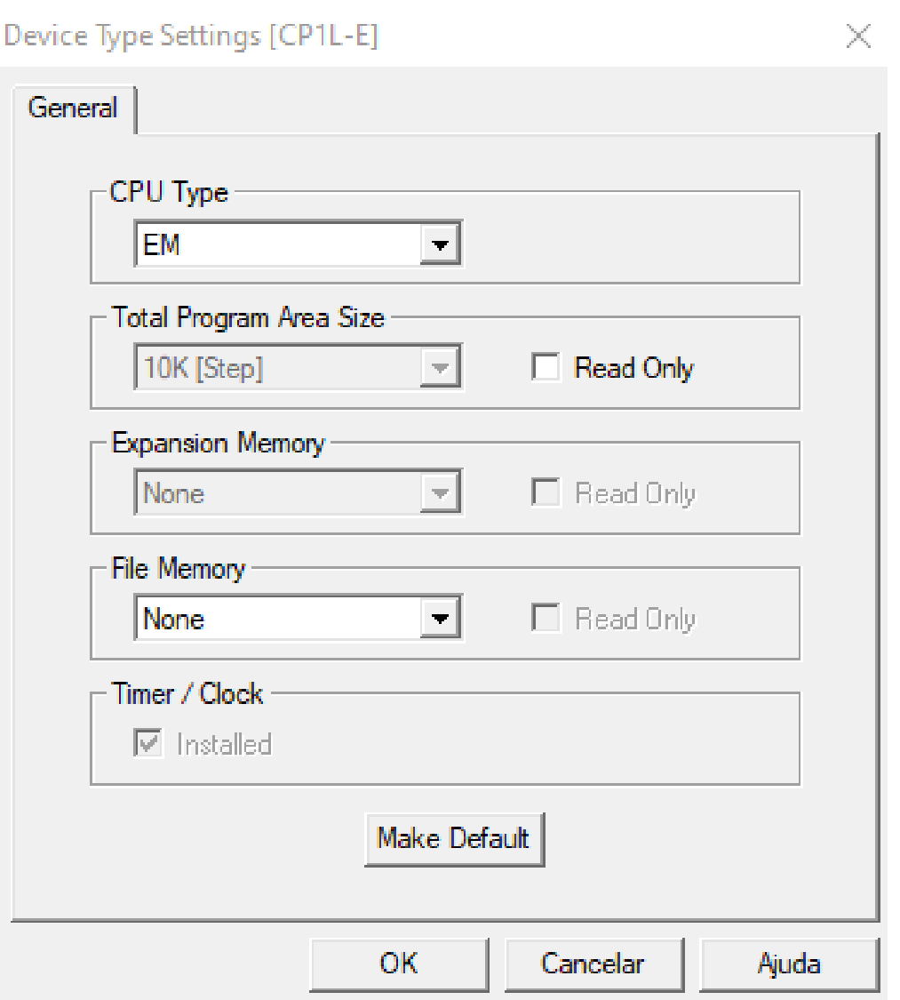 Device Type Settings [CP1L-E]
General
CPU Type
EM
Total Program Area Size
10K [Step]
Read Only
Expansion Memory
None
Read Only
File Memory
None
Read Only
Timer / Clock
Installed
Make Default
OK
Cancelar
Ajuda